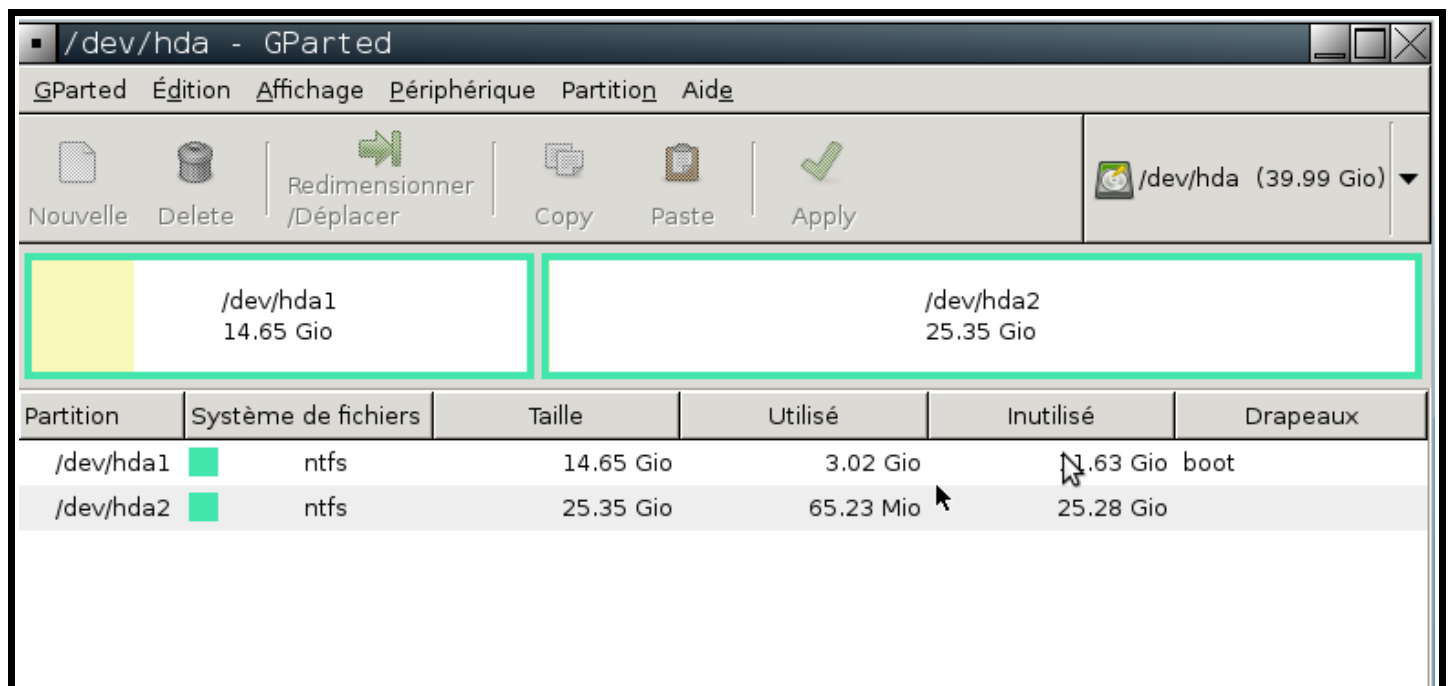 /dev/hda - GParted
GParted Édition Affichage Périphérique Partition Aide
Nouvelle Delete Redimensionner /Déplacer Copy Paste Apply /dev/hda (39.99 Gio)
/dev/hda1 /dev/hda2
14.65 Gio 25.35 Gio
Partition Système de fichiers Taille Utilisé Inutilisé Drapeaux
/dev/hda1 ntfs 14.65 Gio 3.02 Gio Gio boot
/dev/hda2 ntfs 25.35 Gio 65.23 Mio 25.28 Gio